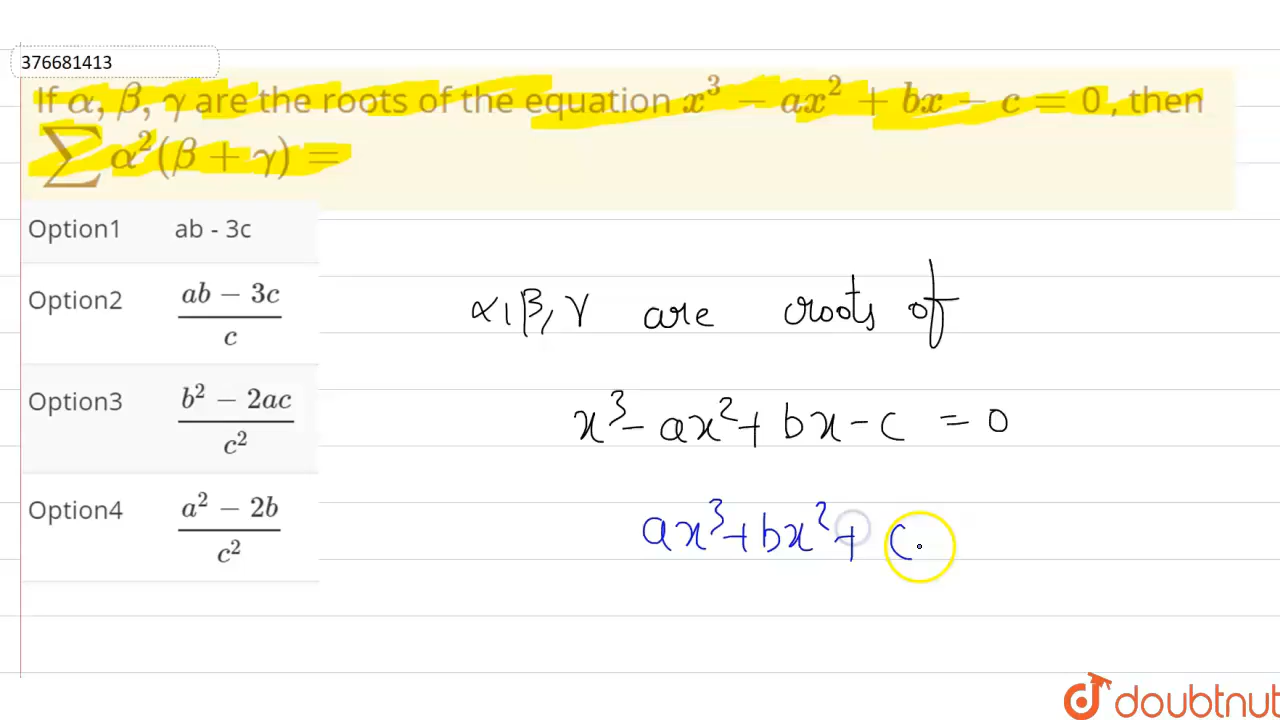 376681413
If α, β, γ are the roots of the equation x³ − ax² + bx − c = 0 , then
∑ α²(β + γ) =
Option1 ab - 3c
Option2 (ab − 3c)/c
Option3 (b² − 2ac)/c²
Option4 (a² − 2b)/c²
α, β, γ are roots of
x³ − ax² + bx − c = 0
ax³ + bx² + c
doubtnut